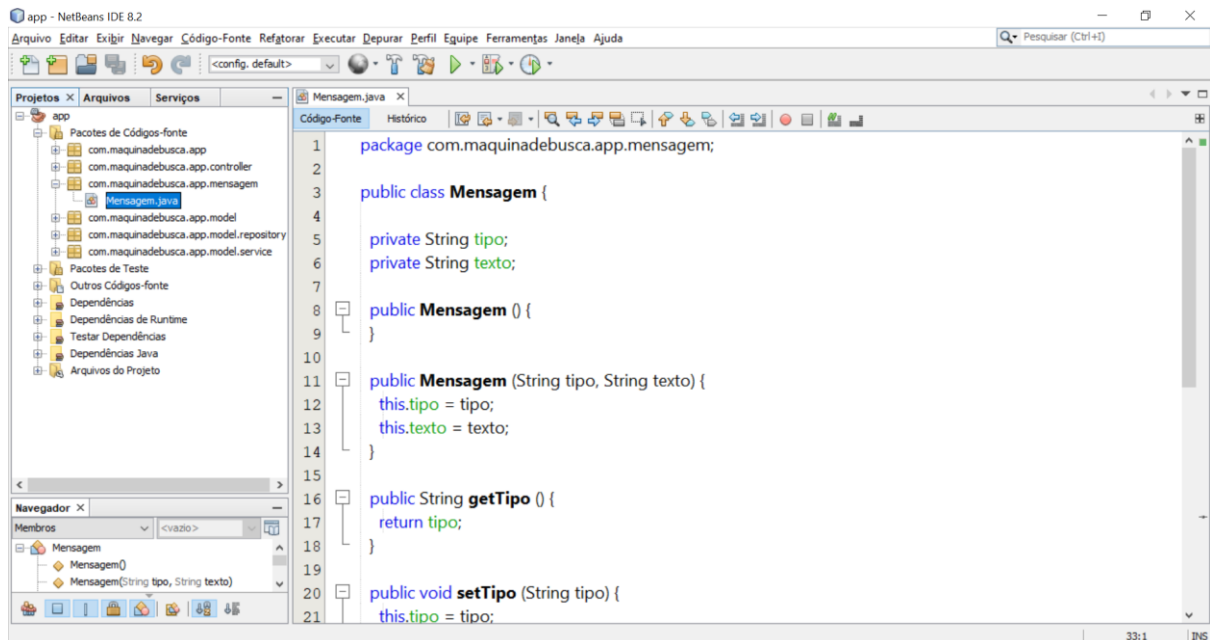 app - NetBeans IDE 8.2
Arquivo Editar Exibir Navegar Código-Fonte Refatorar Executar Depurar Perfil Equipe Ferramentas Janela Ajuda
Pesquisar (Ctrl+I)
<config. default>
Projetos Arquivos Serviços
app
Pacotes de Códigos-fonte
com.maquinadebusca.app
com.maquinadebusca.app.controller
com.maquinadebusca.app.mensagem
Mensagem.java
com.maquinadebusca.app.model
com.maquinadebusca.app.model.repository
com.maquinadebusca.app.model.service
Pacotes de Teste
Outros Códigos-fonte
Dependências
Dependências de Runtime
Testar Dependências
Dependências Java
Arquivos do Projeto
Navegador
Membros <vazio>
Mensagem
Mensagem()
Mensagem(String tipo, String texto)
Mensagem.java
Código-Fonte Histórico
1 package com.maquinadebusca.app.mensagem;
2
3 public class Mensagem {
4
5 private String tipo;
6 private String texto;
7
8 public Mensagem () {
9 }
10
11 public Mensagem (String tipo, String texto) {
12 this.tipo = tipo;
13 this.texto = texto;
14 }
15
16 public String getTipo () {
17 return tipo;
18 }
19
20 public void setTipo (String tipo) {
21 this.tipo = tipo;
33:1 INS